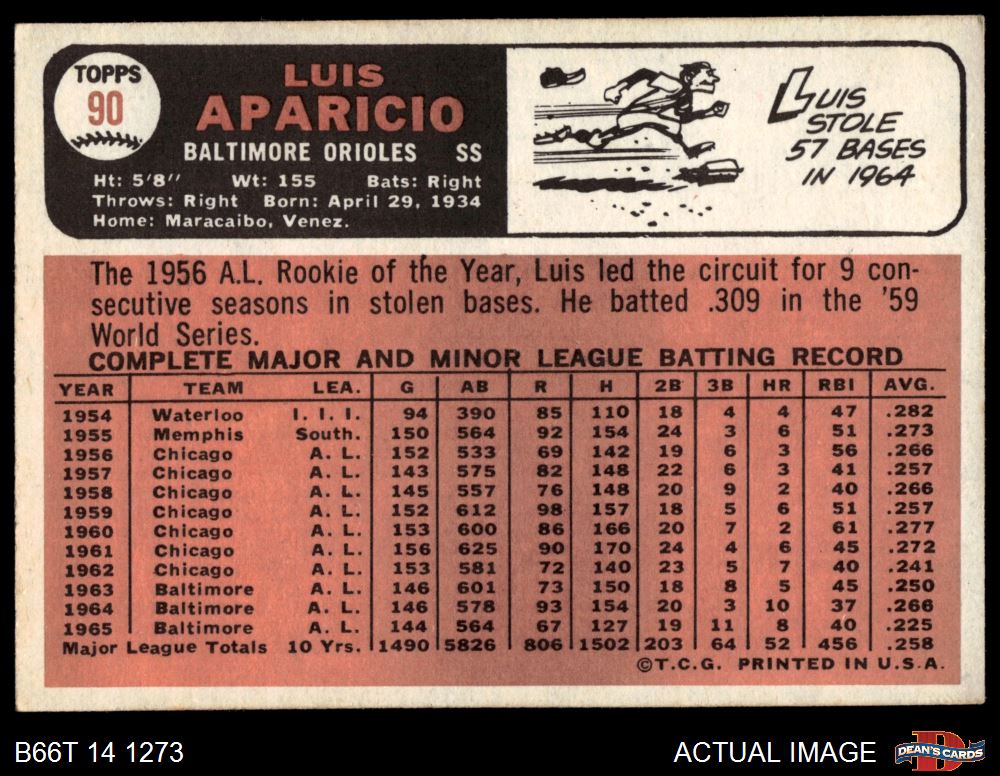 TOPPS
90
LUIS
APARICIO
BALTIMORE ORIOLES SS
Ht: 5'8" Wt: 155 Bats: Right
Throws: Right Born: April 29, 1934
Home: Maracaibo, Venez.
LUIS
STOLE
57 BASES
IN 1964
The 1956 A.L. Rookie of the Year, Luis led the circuit for 9 con-
secutive seasons in stolen bases. He batted .309 in the '59
World Series.
COMPLETE MAJOR AND MINOR LEAGUE BATTING RECORD
YEAR TEAM LEA. G AB R H 2B 3B HR RBI AVG.
1954 Waterloo I. I. I. 94 390 85 110 18 4 4 47 .282
1955 Memphis South. 150 564 92 154 24 3 6 51 .273
1956 Chicago A. L. 152 533 69 142 19 6 3 56 .266
1957 Chicago A. L. 143 575 82 148 22 6 3 41 .257
1958 Chicago A. L. 145 557 76 148 20 9 2 40 .266
1959 Chicago A. L. 152 612 98 157 18 5 6 51 .257
1960 Chicago A. L. 153 600 86 166 20 7 2 61 .277
1961 Chicago A. L. 156 625 90 170 24 4 6 45 .272
1962 Chicago A. L. 153 581 72 140 23 5 7 40 .241
1963 Baltimore A. L. 146 601 73 150 18 8 5 45 .250
1964 Baltimore A. L. 146 578 93 154 20 3 10 37 .266
1965 Baltimore A. L. 144 564 67 127 19 11 8 40 .225
Major League Totals 10 Yrs. 1490 5826 806 1502 203 64 52 456 .258
©T.C.G. PRINTED IN U.S.A.
B66T 14 1273
ACTUAL IMAGE
DEAN'S CARDS